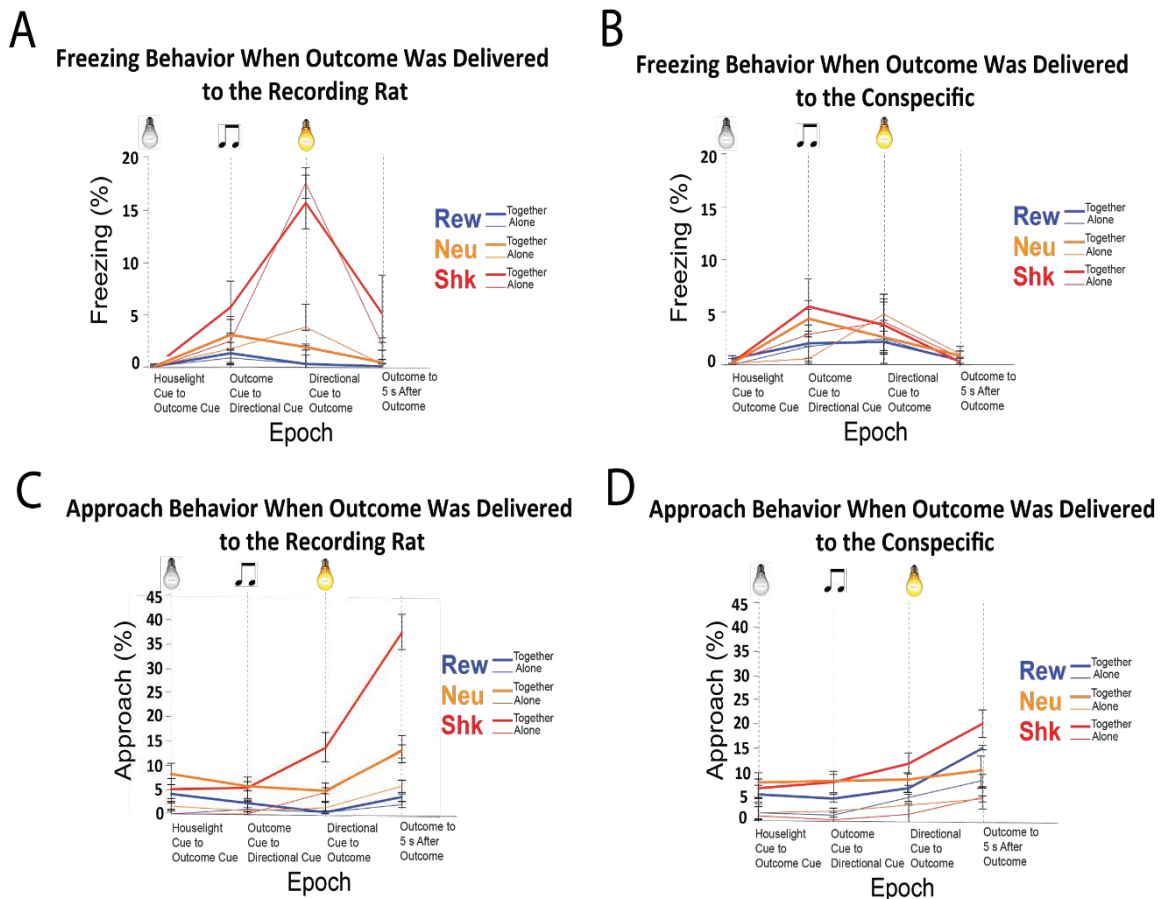 A
Freezing Behavior When Outcome Was Delivered
to the Recording Rat
20
15
10
5
0
Freezing (%)
Rew Together
Alone
Neu Together
Alone
Shk Together
Alone
Houselight
Cue to
Outcome Cue
Outcome
Cue to
Directional Cue
Directional
Cue to
Outcome
Outcome to
5 s After
Outcome
Epoch
B
Freezing Behavior When Outcome Was Delivered
to the Conspecific
20
15
10
5
0
Freezing (%)
Rew Together
Alone
Neu Together
Alone
Shk Together
Alone
Houselight
Cue to
Outcome Cue
Outcome
Cue to
Directional Cue
Directional
Cue to
Outcome
Outcome to
5 s After
Outcome
Epoch
C
Approach Behavior When Outcome Was Delivered
to the Recording Rat
45
40
35
30
25
20
15
10
5
0
Approach (%)
Rew Together
Alone
Neu Together
Alone
Shk Together
Alone
Houselight
Cue to
Outcome Cue
Outcome
Cue to
Directional Cue
Directional
Cue to
Outcome
Outcome to
5 s After
Outcome
Epoch
D
Approach Behavior When Outcome Was Delivered
to the Conspecific
45
40
35
30
25
20
15
10
5
0
Approach (%)
Rew Together
Alone
Neu Together
Alone
Shk Together
Alone
Houselight
Cue to
Outcome Cue
Outcome
Cue to
Directional Cue
Directional
Cue to
Outcome
Outcome to
5 s After
Outcome
Epoch